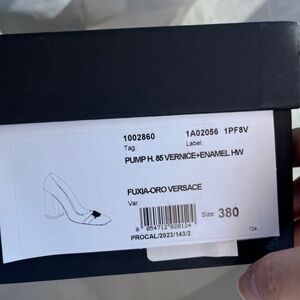 1002860 1A02056 1PF8V
Tag: Label:
PUMP H. 85 VERNICE+ENAMEL HW
FUXIA-ORO VERSACE
Var.:
Size: 380
8 054712 020124
PROCAL/2023/143/2 724